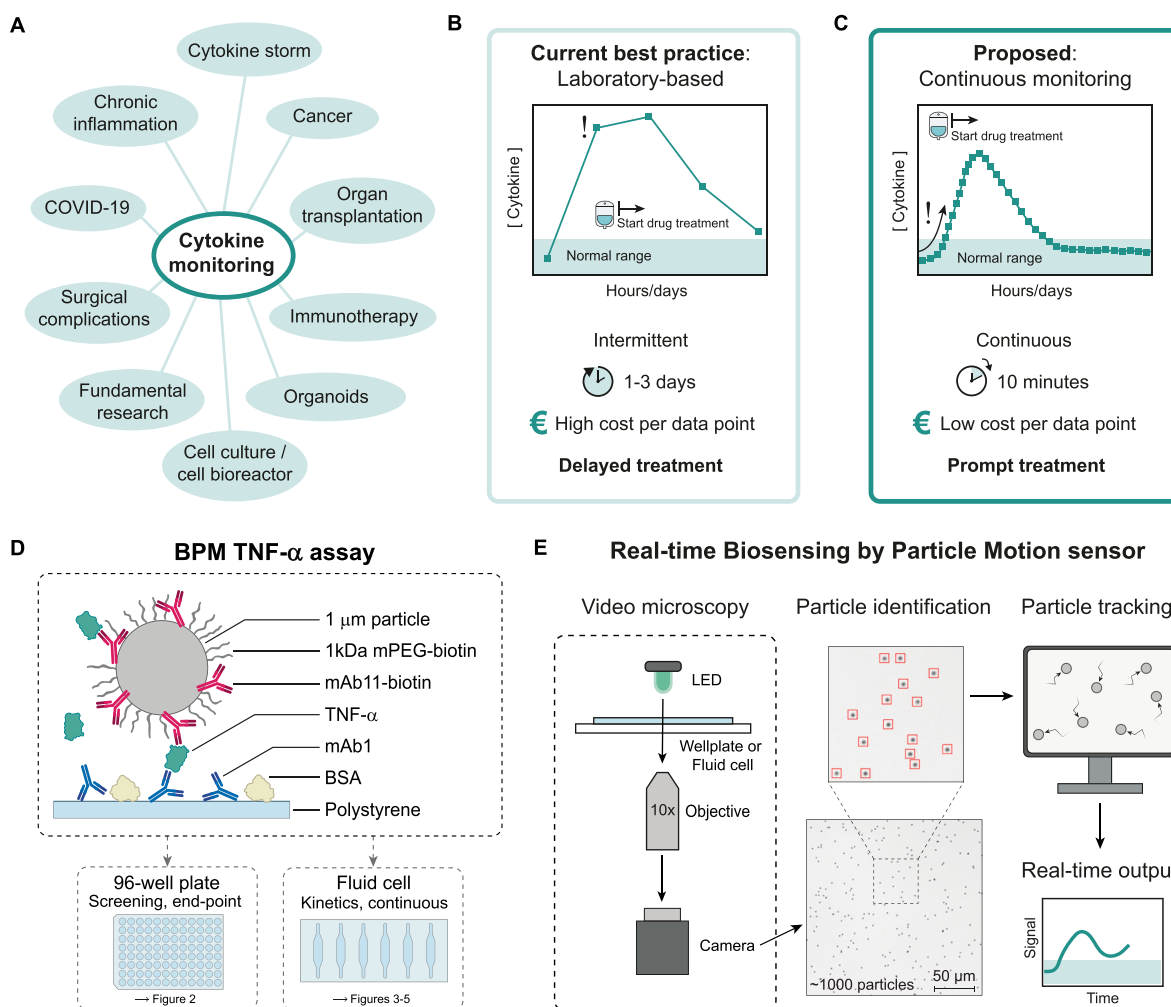 A
Cytokine storm
Chronic
inflammation
Cancer
COVID-19
Organ
transplantation
Cytokine
monitoring
Surgical
complications
Immunotherapy
Fundamental
research
Organoids
Cell culture /
cell bioreactor
B
Current best practice:
Laboratory-based
[ Cytokine ]
!
Start drug treatment
Normal range
Hours/days
Intermittent
1-3 days
€ High cost per data point
Delayed treatment
C
Proposed:
Continuous monitoring
[ Cytokine ]
Start drug treatment
!
Normal range
Hours/days
Continuous
10 minutes
€ Low cost per data point
Prompt treatment
D
BPM TNF-α assay
1 μm particle
1kDa mPEG-biotin
mAb11-biotin
TNF-α
mAb1
BSA
Polystyrene
96-well plate
Screening, end-point
→ Figure 2
Fluid cell
Kinetics, continuous
→ Figures 3-5
E
Real-time Biosensing by Particle Motion sensor
Video microscopy
LED
Wellplate or
Fluid cell
10x
Objective
Camera
Particle identification
~1000 particles
50 μm
Particle tracking
Real-time output
Signal
Time